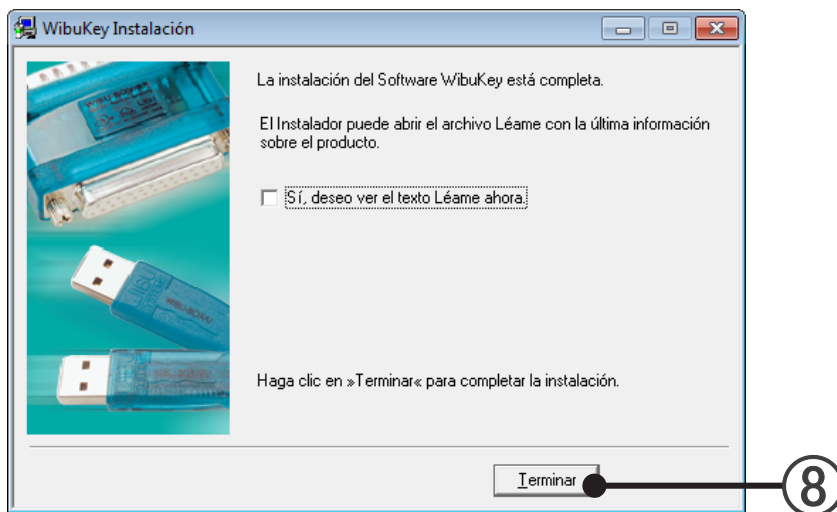 WibuKey Instalación
La instalación del Software WibuKey está completa.
El Instalador puede abrir el archivo Léame con la última información
sobre el producto.
Sí, deseo ver el texto Léame ahora.
Haga clic en »Terminar« para completar la instalación.
Terminar
8